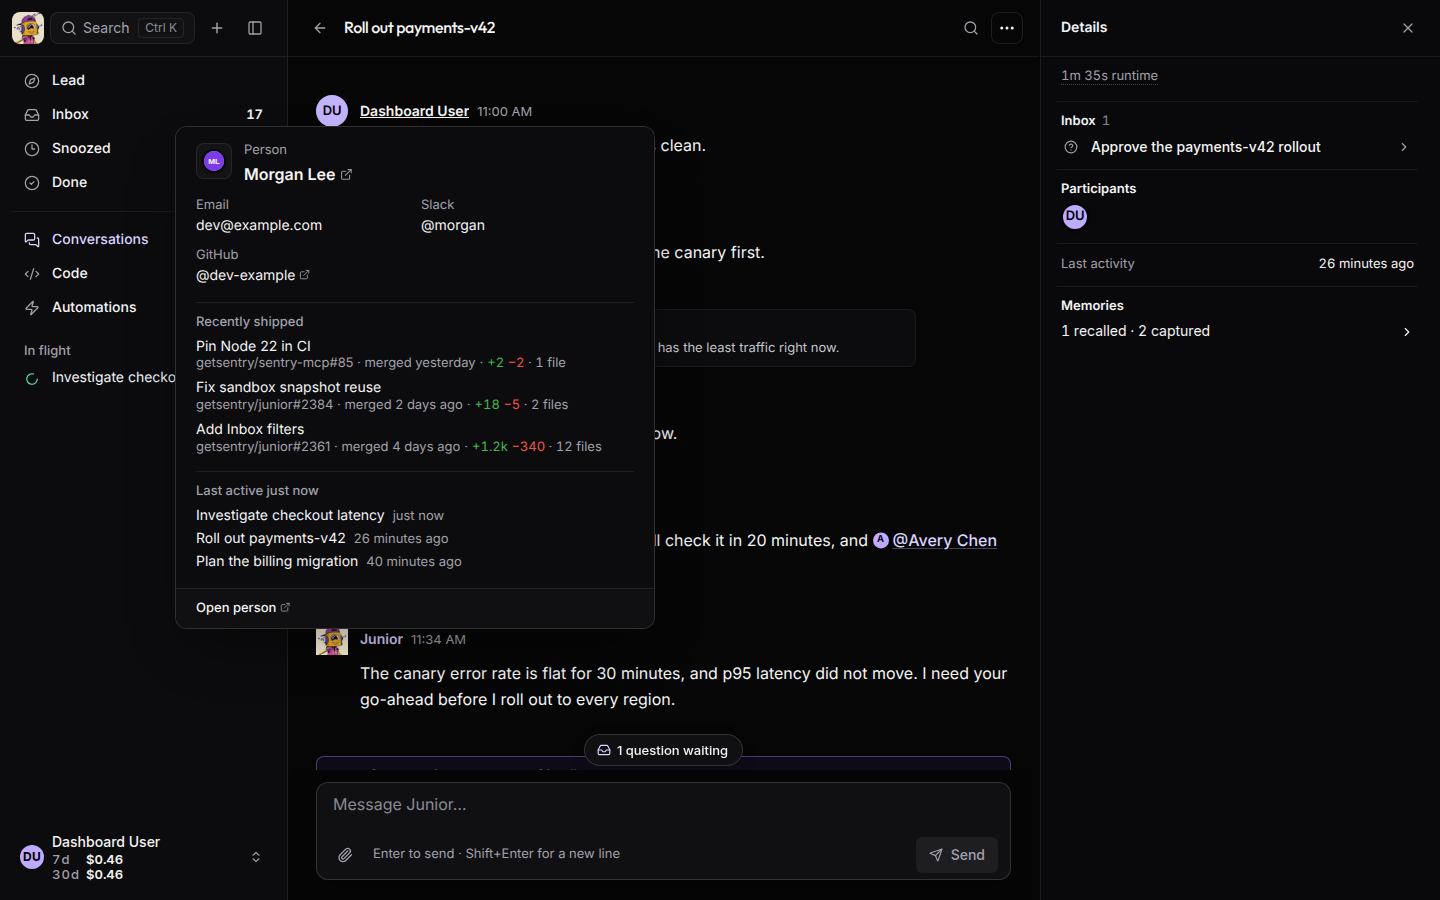 Search Ctrl K
Lead
Inbox 17
Snoozed
Done
Conversations
Code
Automations
In flight
Investigate checko
DU Dashboard User
7d $0.46
30d $0.46
Roll out payments-v42
DU Dashboard User 11:00 AM
clean.
canary first.
has the least traffic right now.
check it in 20 minutes, and A @Avery Chen
ML
Person
Morgan Lee
Email Slack
dev@example.com @morgan
GitHub
@dev-example
Recently shipped
Pin Node 22 in CI
getsentry/sentry-mcp#85 · merged yesterday · +2 −2 · 1 file
Fix sandbox snapshot reuse
getsentry/junior#2384 · merged 2 days ago · +18 −5 · 2 files
Add Inbox filters
getsentry/junior#2361 · merged 4 days ago · +1.2k −340 · 12 files
Last active just now
Investigate checkout latency just now
Roll out payments-v42 26 minutes ago
Plan the billing migration 40 minutes ago
Open person
Junior 11:34 AM
The canary error rate is flat for 30 minutes, and p95 latency did not move. I need your
go-ahead before I roll out to every region.
1 question waiting
Message Junior...
Enter to send · Shift+Enter for a new line
Send
Details
1m 35s runtime
Inbox 1
Approve the payments-v42 rollout
Participants
DU
Last activity 26 minutes ago
Memories
1 recalled · 2 captured